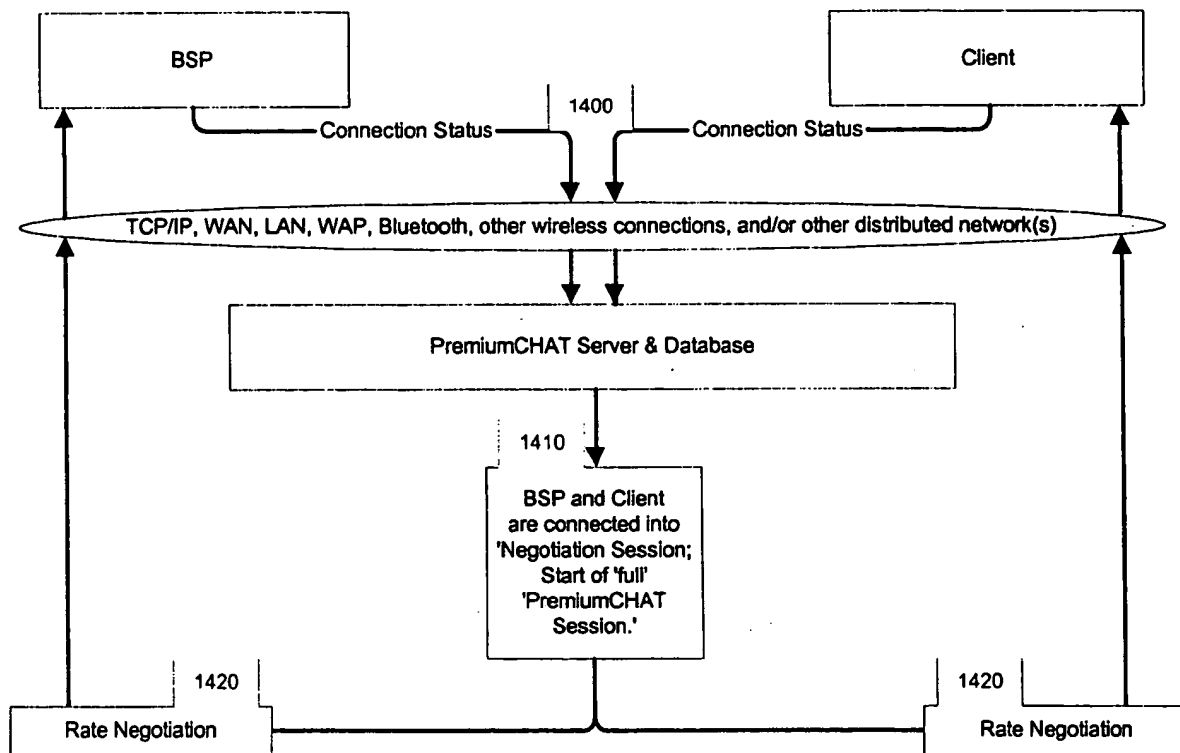 BSP
Client
1400
Connection Status
Connection Status
TCP/IP, WAN, LAN, WAP, Bluetooth, other wireless connections, and/or other distributed network(s)
PremiumCHAT Server & Database
1410
BSP and Client
are connected into
'Negotiation Session;
Start of 'full'
'PremiumCHAT
Session.'
1420
1420
Rate Negotiation
Rate Negotiation